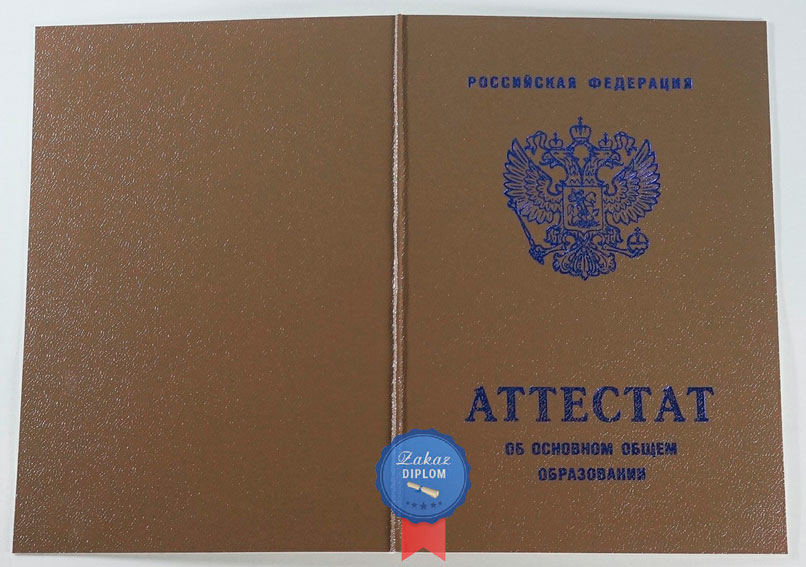 РОССИЙСКАЯ ФЕДЕРАЦИЯ
АТТЕСТАТ
ОБ ОСНОВНОМ ОБЩЕМ
ОБРАЗОВАНИИ
Zakaz
DIPLOM